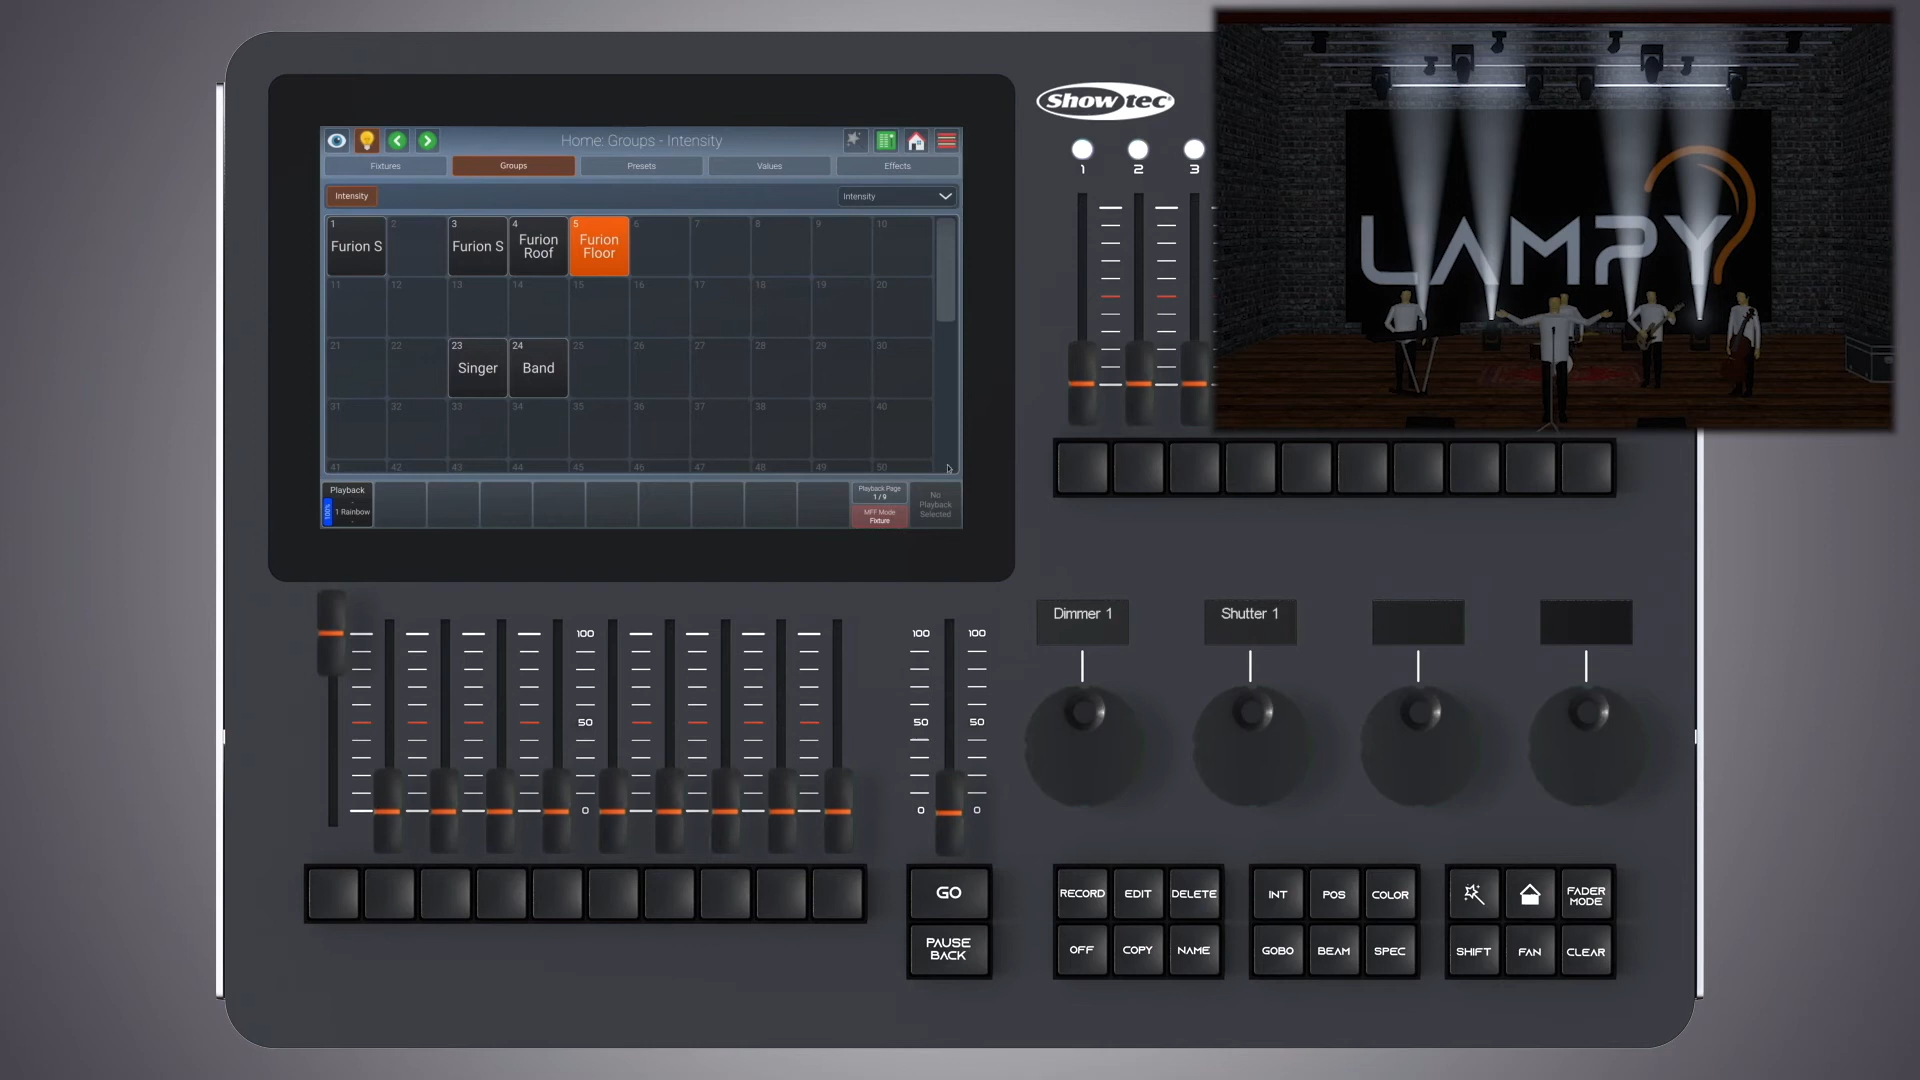 Showtec
1 2 3
LAMPY
Home: Groups - Intensity
Fixtures Groups Presets Values Effects
Intensity Intensity
1 2 3 4 5 6 7 8 9 10
Furion S Furion S Furion Roof Furion Floor
11 12 13 14 15 16 17 18 19 20
21 22 23 24 25 26 27 28 29 30
Singer Band
31 32 33 34 35 36 37 38 39 40
41 42 43 44 45 46 47 48 49 50
Playback
100%
1 Rainbow
Playback Page
1 / 9
MFF Mode
Fixture
No
Playback
Selected
100 100 100
50 50 50
0 0 0
Dimmer 1 Shutter 1
GO
PAUSE
BACK
RECORD EDIT DELETE
OFF COPY NAME
INT POS COLOR
GOBO BEAM SPEC
FADER
MODE
SHIFT FAN CLEAR